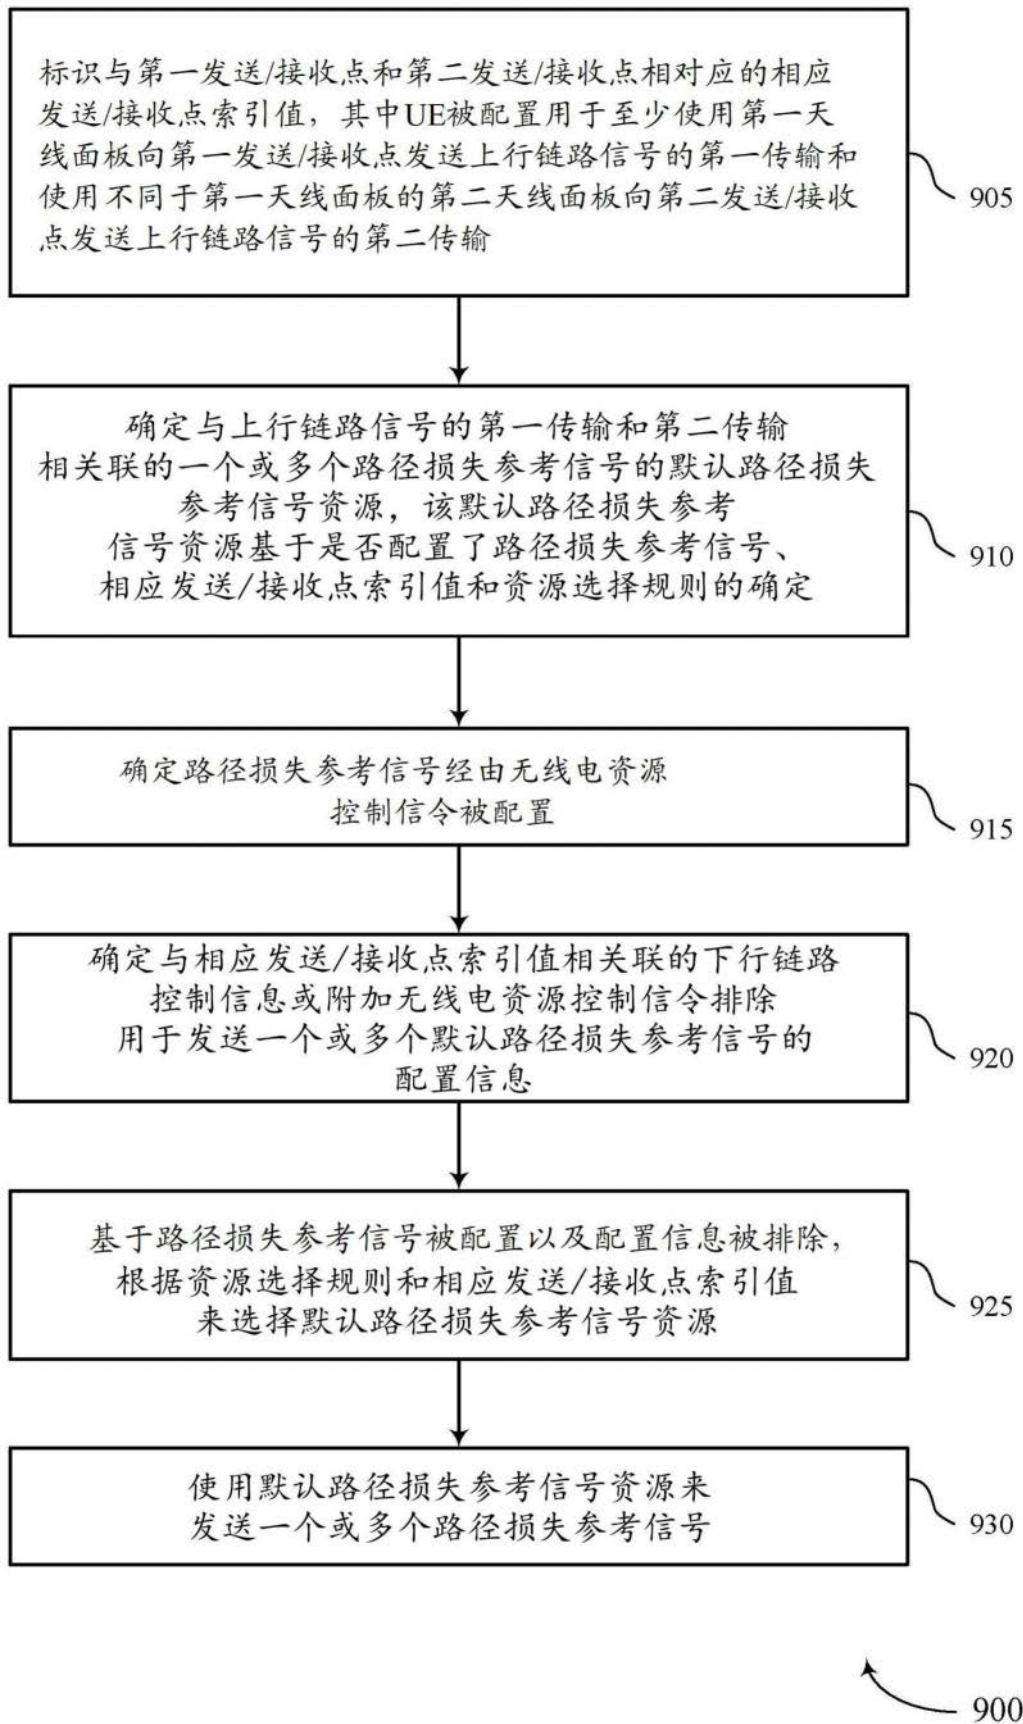 标识与第一发送/接收点和第二发送/接收点相对应的相应
发送/接收点索引值，其中UE被配置用于至少使用第一天
线面板向第一发送/接收点发送上行链路信号的第一传输和
使用不同于第一天线面板的第二天线面板向第二发送/接收
点发送上行链路信号的第二传输
905
确定与上行链路信号的第一传输和第二传输
相关联的一个或多个路径损失参考信号的默认路径损失
参考信号资源，该默认路径损失参考
信号资源基于是否配置了路径损失参考信号、
相应发送/接收点索引值和资源选择规则的确定
910
确定路径损失参考信号经由无线电资源
控制信令被配置
915
确定与相应发送/接收点索引值相关联的下行链路
控制信息或附加无线电资源控制信令排除
用于发送一个或多个默认路径损失参考信号的
配置信息
920
基于路径损失参考信号被配置以及配置信息被排除，
根据资源选择规则和相应发送/接收点索引值
来选择默认路径损失参考信号资源
925
使用默认路径损失参考信号资源来
发送一个或多个路径损失参考信号
930
900